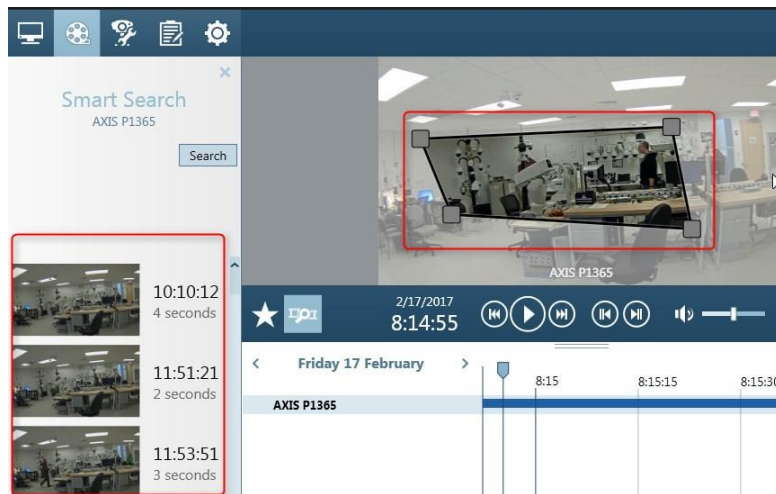 Smart Search
AXIS P1365
Search
10:10:12
4 seconds
11:51:21
2 seconds
11:53:51
3 seconds
AXIS P1365
2/17/2017
8:14:55
Friday 17 February
8:15
8:15:15
8:15:30
AXIS P1365